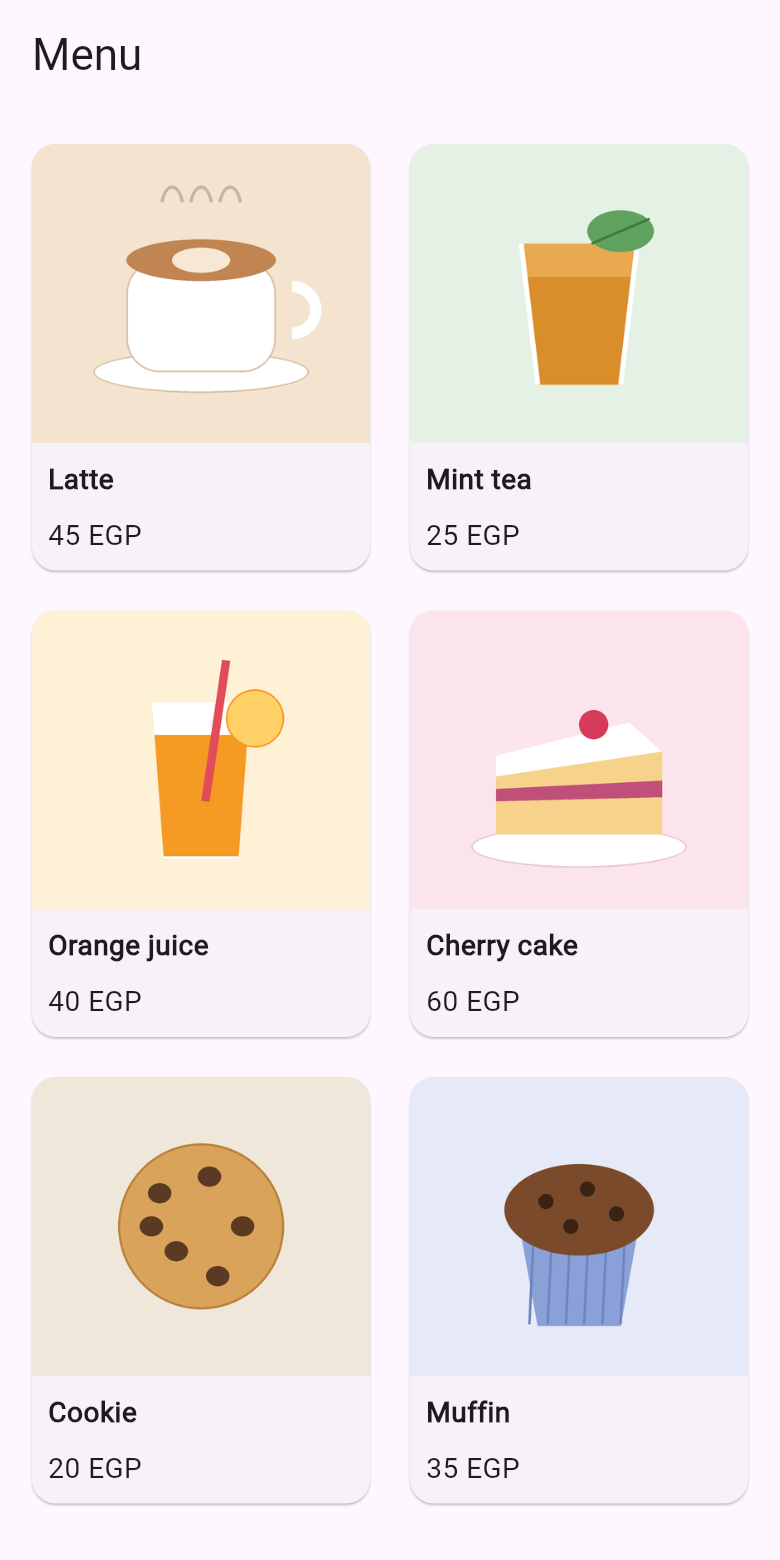 Menu
Latte
45 EGP
Mint tea
25 EGP
Orange juice
40 EGP
Cherry cake
60 EGP
Cookie
20 EGP
Muffin
35 EGP